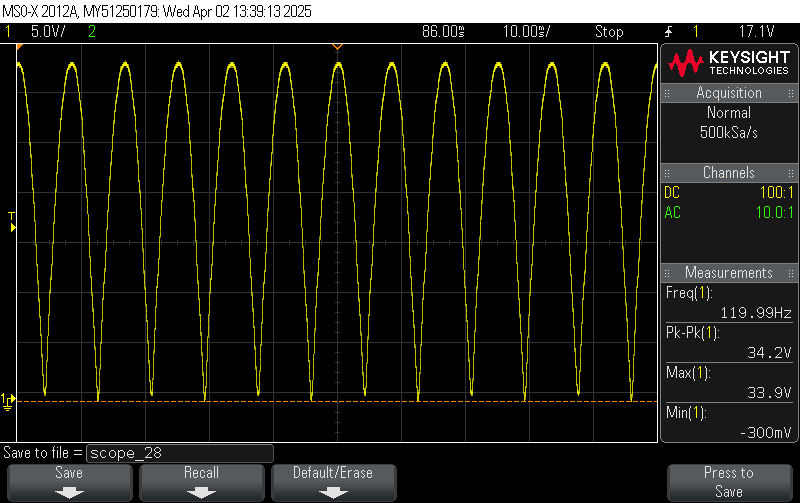 MSO-X 2012A, MY51250179: Wed Apr 02 13:39:13 2025
1 5.0V/ 2 86.00ms 10.00ms/ Stop 1 17.1V
KEYSIGHT
TECHNOLOGIES
Acquisition
Normal
500kSa/s
Channels
DC 100:1
AC 10.0:1
Measurements
Freq(1):
119.99Hz
Pk-Pk(1):
34.2V
Max(1):
33.9V
Min(1):
-300mV
T
1
Save to file = scope_28
Save
Recall
Default/Erase
Press to
Save